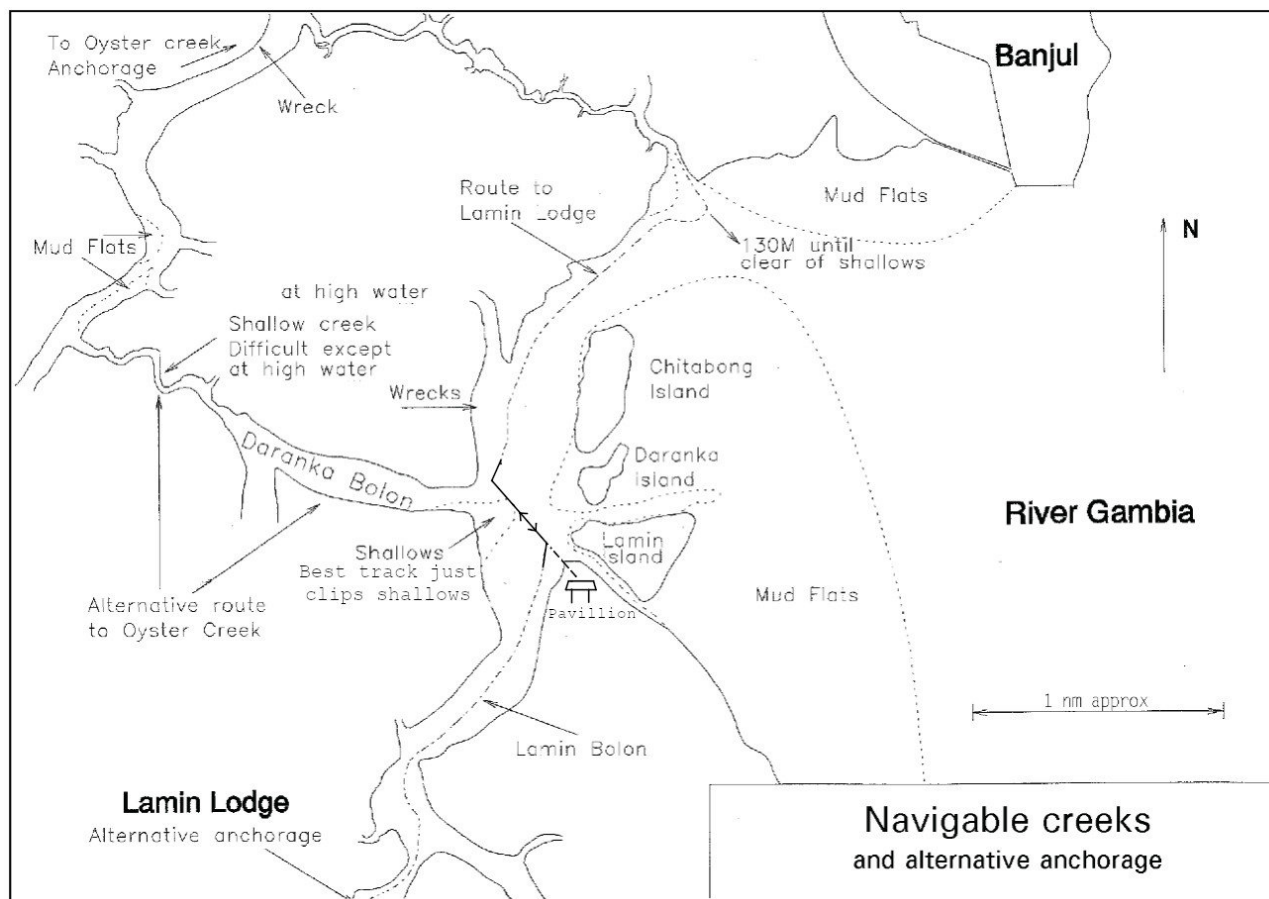 To Oyster creek
Anchorage
Wreck
Banjul
Route to
Lamin Lodge
Mud Flats
130M until
clear of shallows
N
Mud Flats
at high water
Shallow creek
Difficult except
at high water
Chitabong
Island
Wrecks
Daranka Bolon
Daranka
island
River Gambia
Lamin
island
Shallows
Best track just
clips shallows
Pavillion
Mud Flats
Alternative route
to Oyster Creek
1 nm approx
Lamin Bolon
Lamin Lodge
Alternative anchorage
Navigable creeks
and alternative anchorage